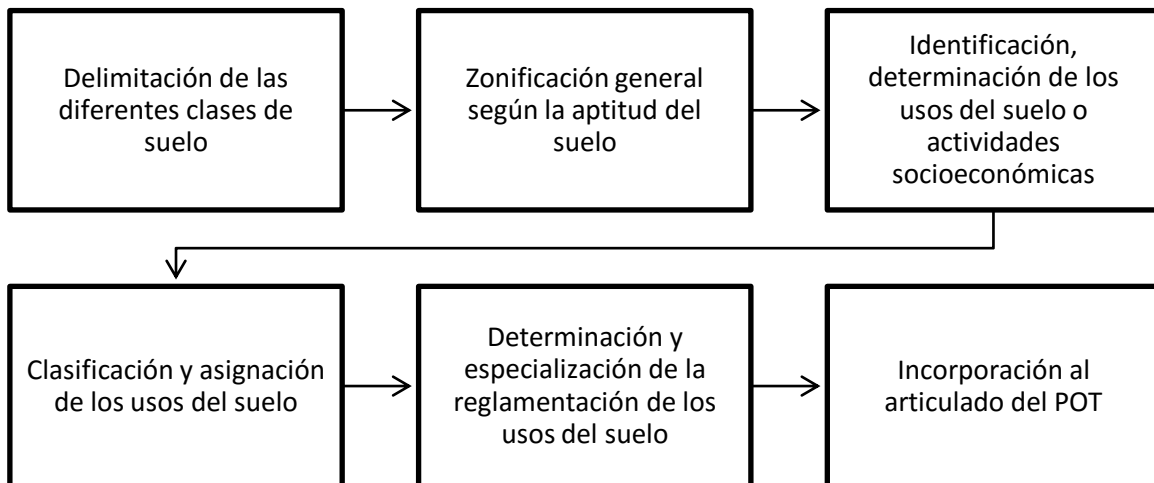 Delimitación de las
diferentes clases de
suelo
Zonificación general
según la aptitud del
suelo
Identificación,
determinación de los
usos del suelo o
actividades
socioeconómicas
Clasificación y asignación
de los usos del suelo
Determinación y
especialización de la
reglamentación de los
usos del suelo
Incorporación al
articulado del POT